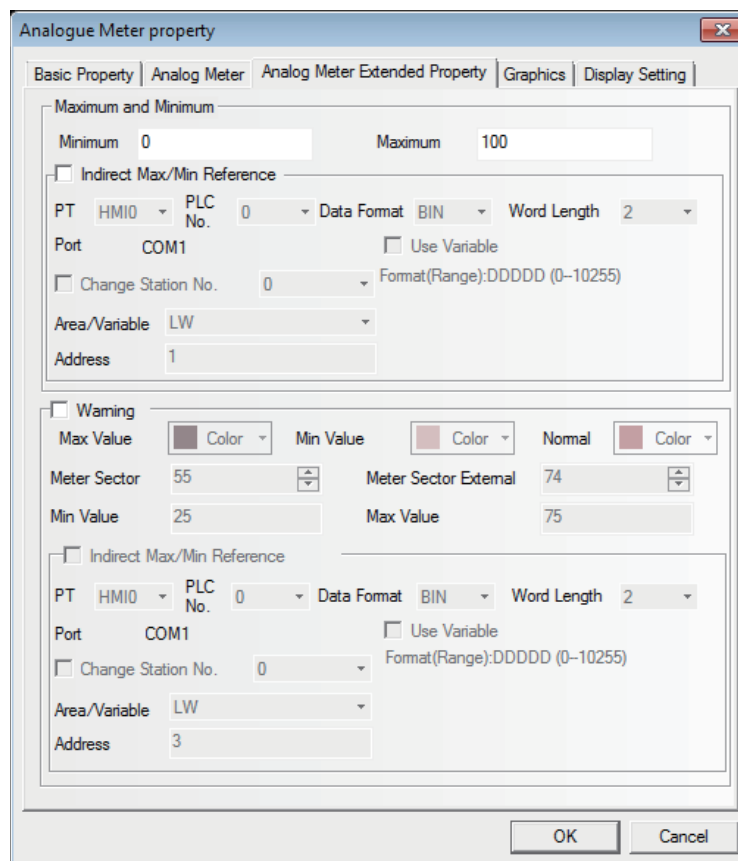 Analogue Meter property
Basic Property Analog Meter Analog Meter Extended Property Graphics Display Setting
Maximum and Minimum
Minimum 0 Maximum 100
Indirect Max/Min Reference
PT HMI0 PLC No. 0 Data Format BIN Word Length 2
Port COM1 Use Variable
Change Station No. 0 Format(Range):DDDDD (0--10255)
Area/Variable LW
Address 1
Warning
Max Value Color Min Value Color Normal Color
Meter Sector 55 Meter Sector External 74
Min Value 25 Max Value 75
Indirect Max/Min Reference
PT HMI0 PLC No. 0 Data Format BIN Word Length 2
Port COM1 Use Variable
Change Station No. 0 Format(Range):DDDDD (0--10255)
Area/Variable LW
Address 3
OK Cancel